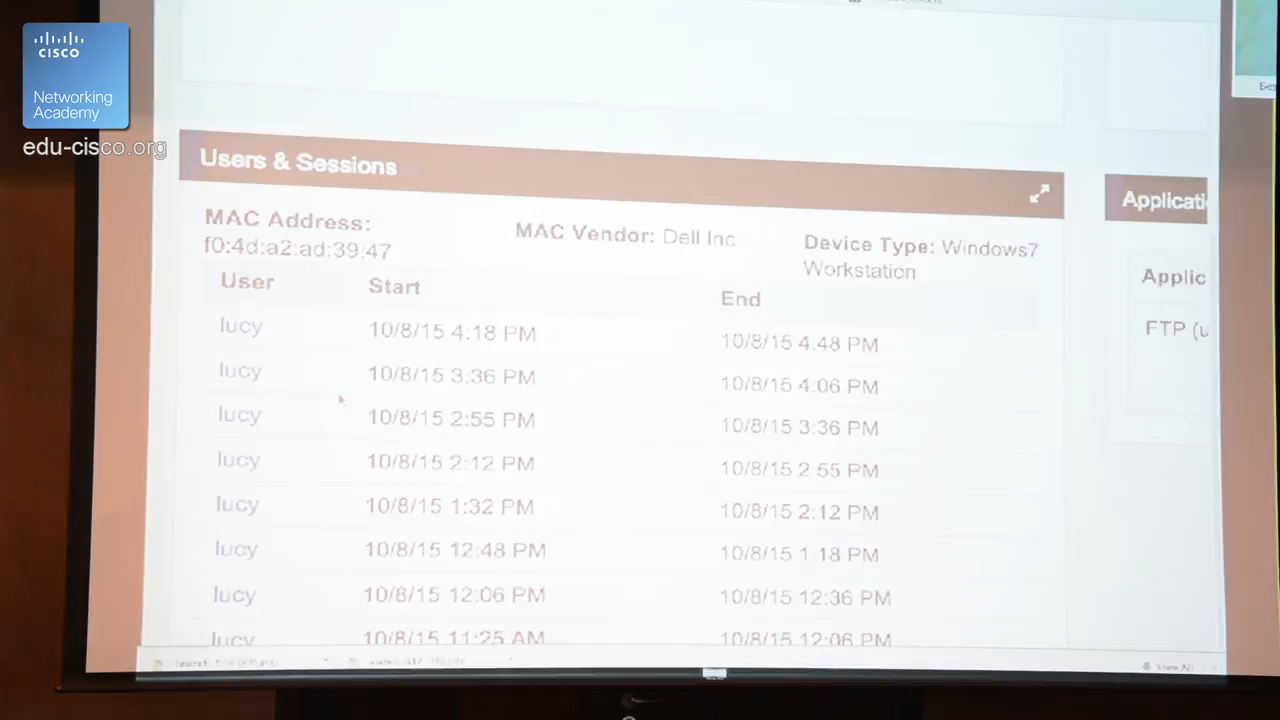 CISCO
Networking
Academy
edu-cisco.org
Users & Sessions
MAC Address:
f0:4d:a2:ad:39:47
MAC Vendor: Dell Inc
Device Type: Windows7
Workstation
User Start End
lucy 10/8/15 4:18 PM 10/8/15 4:48 PM
lucy 10/8/15 3:36 PM 10/8/15 4:06 PM
lucy 10/8/15 2:55 PM 10/8/15 3:36 PM
lucy 10/8/15 2:12 PM 10/8/15 2:55 PM
lucy 10/8/15 1:32 PM 10/8/15 2:12 PM
lucy 10/8/15 12:48 PM 10/8/15 1:18 PM
lucy 10/8/15 12:06 PM 10/8/15 12:36 PM
lucy 10/8/15 11:25 AM 10/8/15 12:06 PM
Applicati
Applic
FTP (u